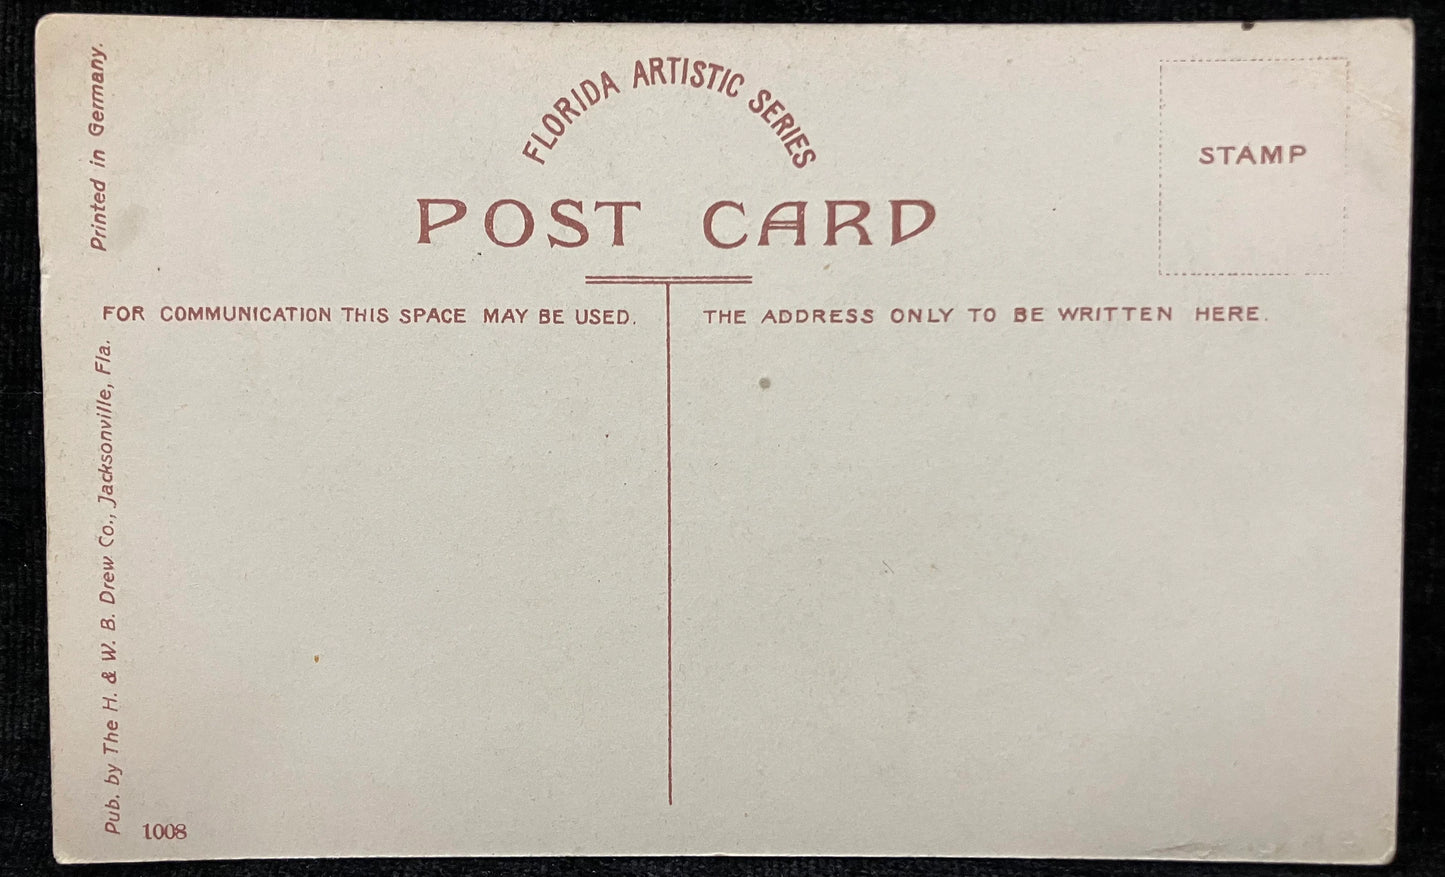 FLORIDA ARTISTIC SERIES
POST CARD
STAMP
FOR COMMUNICATION THIS SPACE MAY BE USED.
THE ADDRESS ONLY TO BE WRITTEN HERE.
Printed in Germany.
Pub. by The H. & W. B. Drew Co., Jacksonville, Fla.
1008